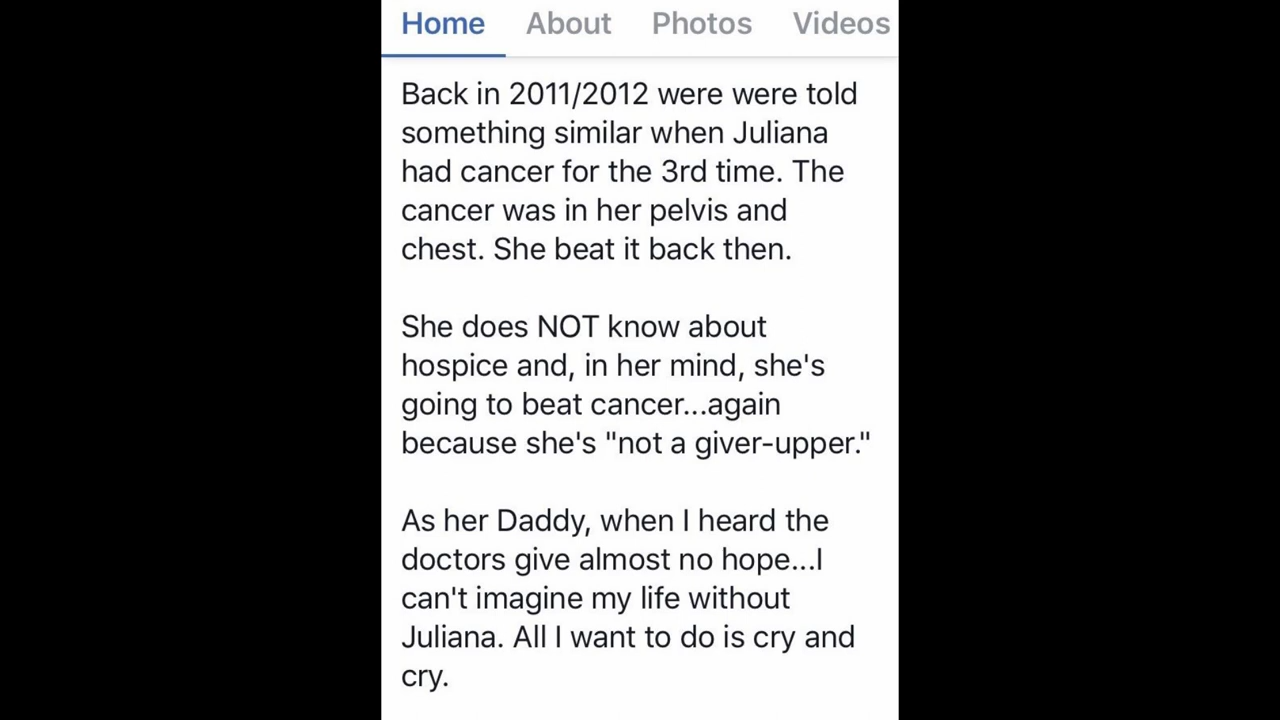 Home About Photos Videos
Back in 2011/2012 were were told
something similar when Juliana
had cancer for the 3rd time. The
cancer was in her pelvis and
chest. She beat it back then.
She does NOT know about
hospice and, in her mind, she's
going to beat cancer...again
because she's "not a giver-upper."
As her Daddy, when I heard the
doctors give almost no hope...I
can't imagine my life without
Juliana. All I want to do is cry and
cry.